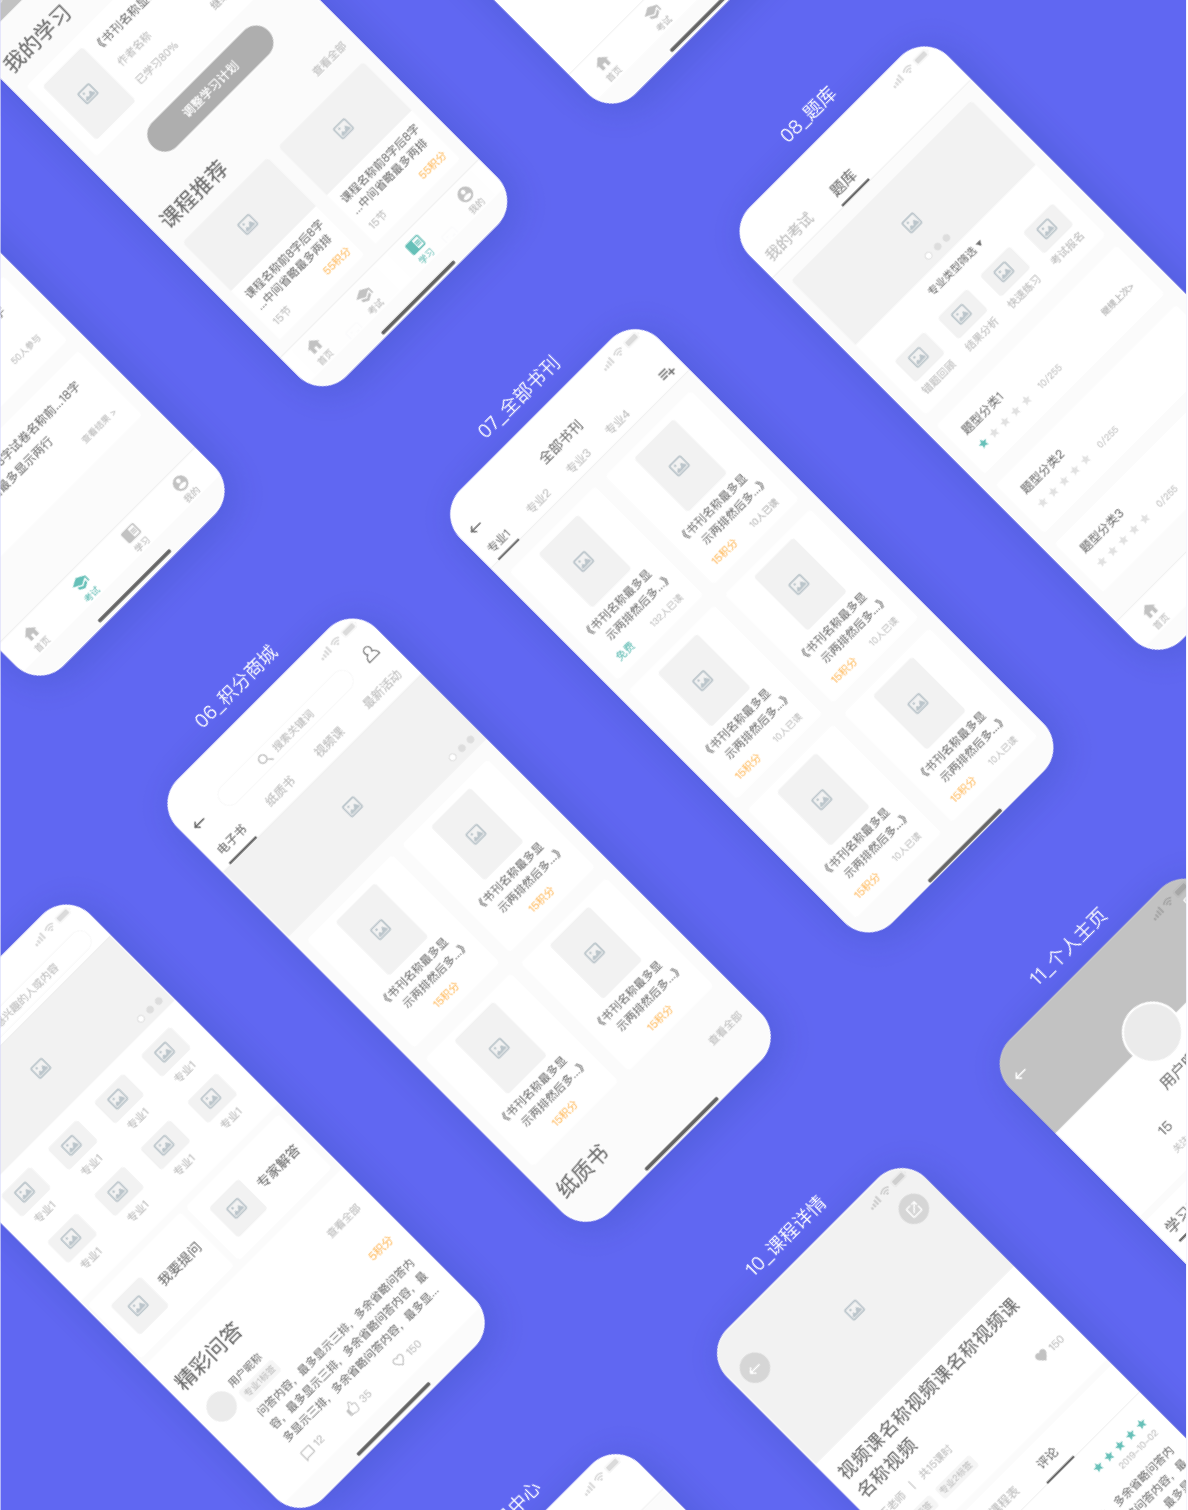 我的学习
作者名称
已学习80%
调整学习计划
查看全部
课程推荐
课程名称前8字后8字
...中间省略最多两排
15节
55积分
课程名称前8字后8字
...中间省略最多两排
15节
55积分
首页
考试
学习
我的
首页
考试
08_题库
我的考试
题库
专业类型筛选
错题回顾
结果分析
快速练习
考试报名
继续上次>
题型分类1
10/255
题型分类2
0/255
题型分类3
0/255
首页
50人参与
字试卷名称前...18字
最多显示两行
查看结果 >
首页
考试
学习
我的
07_全部书刊
全部书刊
专业1
专业2
专业3
专业4
《书刊名称最多显
示两排然后多...》
免费
132人已读
《书刊名称最多显
示两排然后多...》
15积分
10人已读
《书刊名称最多显
示两排然后多...》
15积分
10人已读
《书刊名称最多显
示两排然后多...》
15积分
10人已读
《书刊名称最多显
示两排然后多...》
15积分
10人已读
《书刊名称最多显
示两排然后多...》
15积分
10人已读
06_积分商城
搜索关键词
电子书
纸质书
视频课
最新活动
《书刊名称最多显
示两排然后多...》
15积分
《书刊名称最多显
示两排然后多...》
15积分
《书刊名称最多显
示两排然后多...》
15积分
《书刊名称最多显
示两排然后多...》
15积分
纸质书
查看全部
兴趣的人或内容
专业1
专业1
专业1
专业1
专业1
专业1
专业1
专业1
我要提问
专家解答
精彩问答
查看全部
用户昵称
专业1标签
5积分
问答内容，最多显示三排，多余省略问答内
容，最多显示三排，多余省略问答内容，最
多显示三排，多余省略问答内容，最多显...
12
35
150
11_个人主页
15
学习
10_课程详情
视频课名称视频课名称视频课
名称视频
150
老师 | 共15课时
专业2标签
程表
评论
2019-10-02
中心